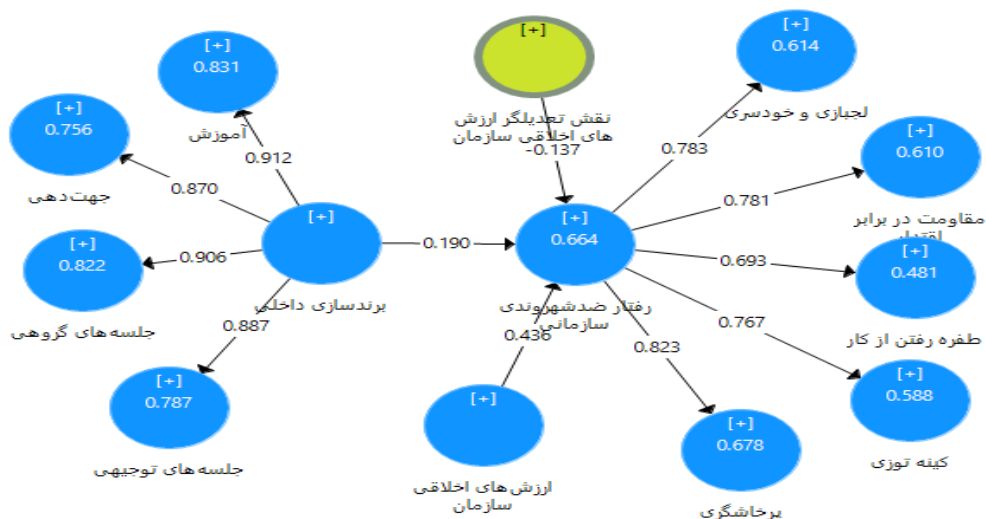 [+]
0.831
آموزش
[+]
0.756
جهت‌دهی
[+]
0.822
جلسه‌های گروهی
[+]
0.787
جلسه‌های توجیهی
0.912
0.870
0.906
0.887
[+]
برندسازی داخلی
0.190
[+]
نقش تعدیلگر ارزش
های اخلاقی سازمان
-0.137
[+]
0.664
رفتار ضدشهروندی
سازمانی
0.436
[+]
ارزش‌های اخلاقی
سازمان
0.783
0.781
0.693
0.767
0.823
[+]
0.614
لجبازی و خودسری
[+]
0.610
مقاومت در برابر
[+]
0.481
طفره رفتن از کار
[+]
0.588
کینه توزی
[+]
0.678
پرخاشگری